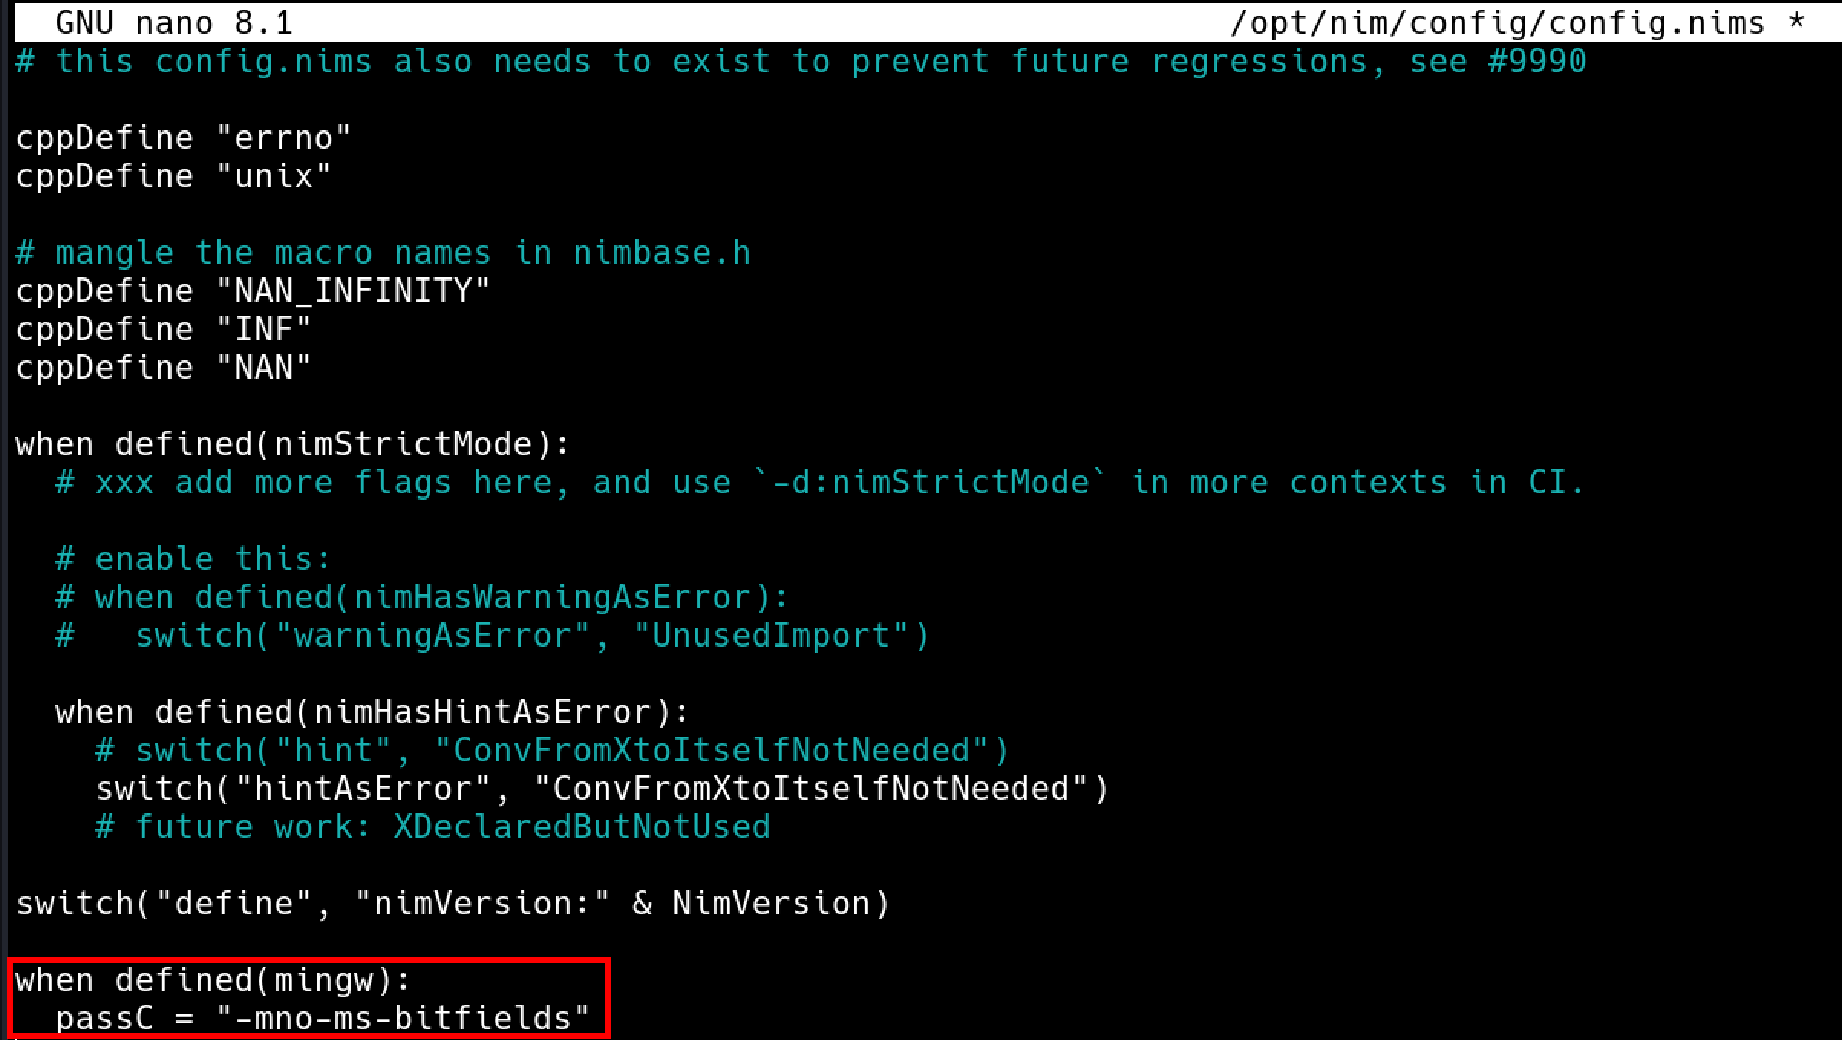 GNU nano 8.1 /opt/nim/config/config.nims *
# this config.nims also needs to exist to prevent future regressions, see #9990
cppDefine "errno"
cppDefine "unix"
# mangle the macro names in nimbase.h
cppDefine "NAN_INFINITY"
cppDefine "INF"
cppDefine "NAN"
when defined(nimStrictMode):
  # xxx add more flags here, and use `-d:nimStrictMode` in more contexts in CI.
  # enable this:
  # when defined(nimHasWarningAsError):
  #   switch("warningAsError", "UnusedImport")
  when defined(nimHasHintAsError):
    # switch("hint", "ConvFromXtoItselfNotNeeded")
    switch("hintAsError", "ConvFromXtoItselfNotNeeded")
    # future work: XDeclaredButNotUsed
switch("define", "nimVersion:" & NimVersion)
when defined(mingw):
  passC = "-mno-ms-bitfields"